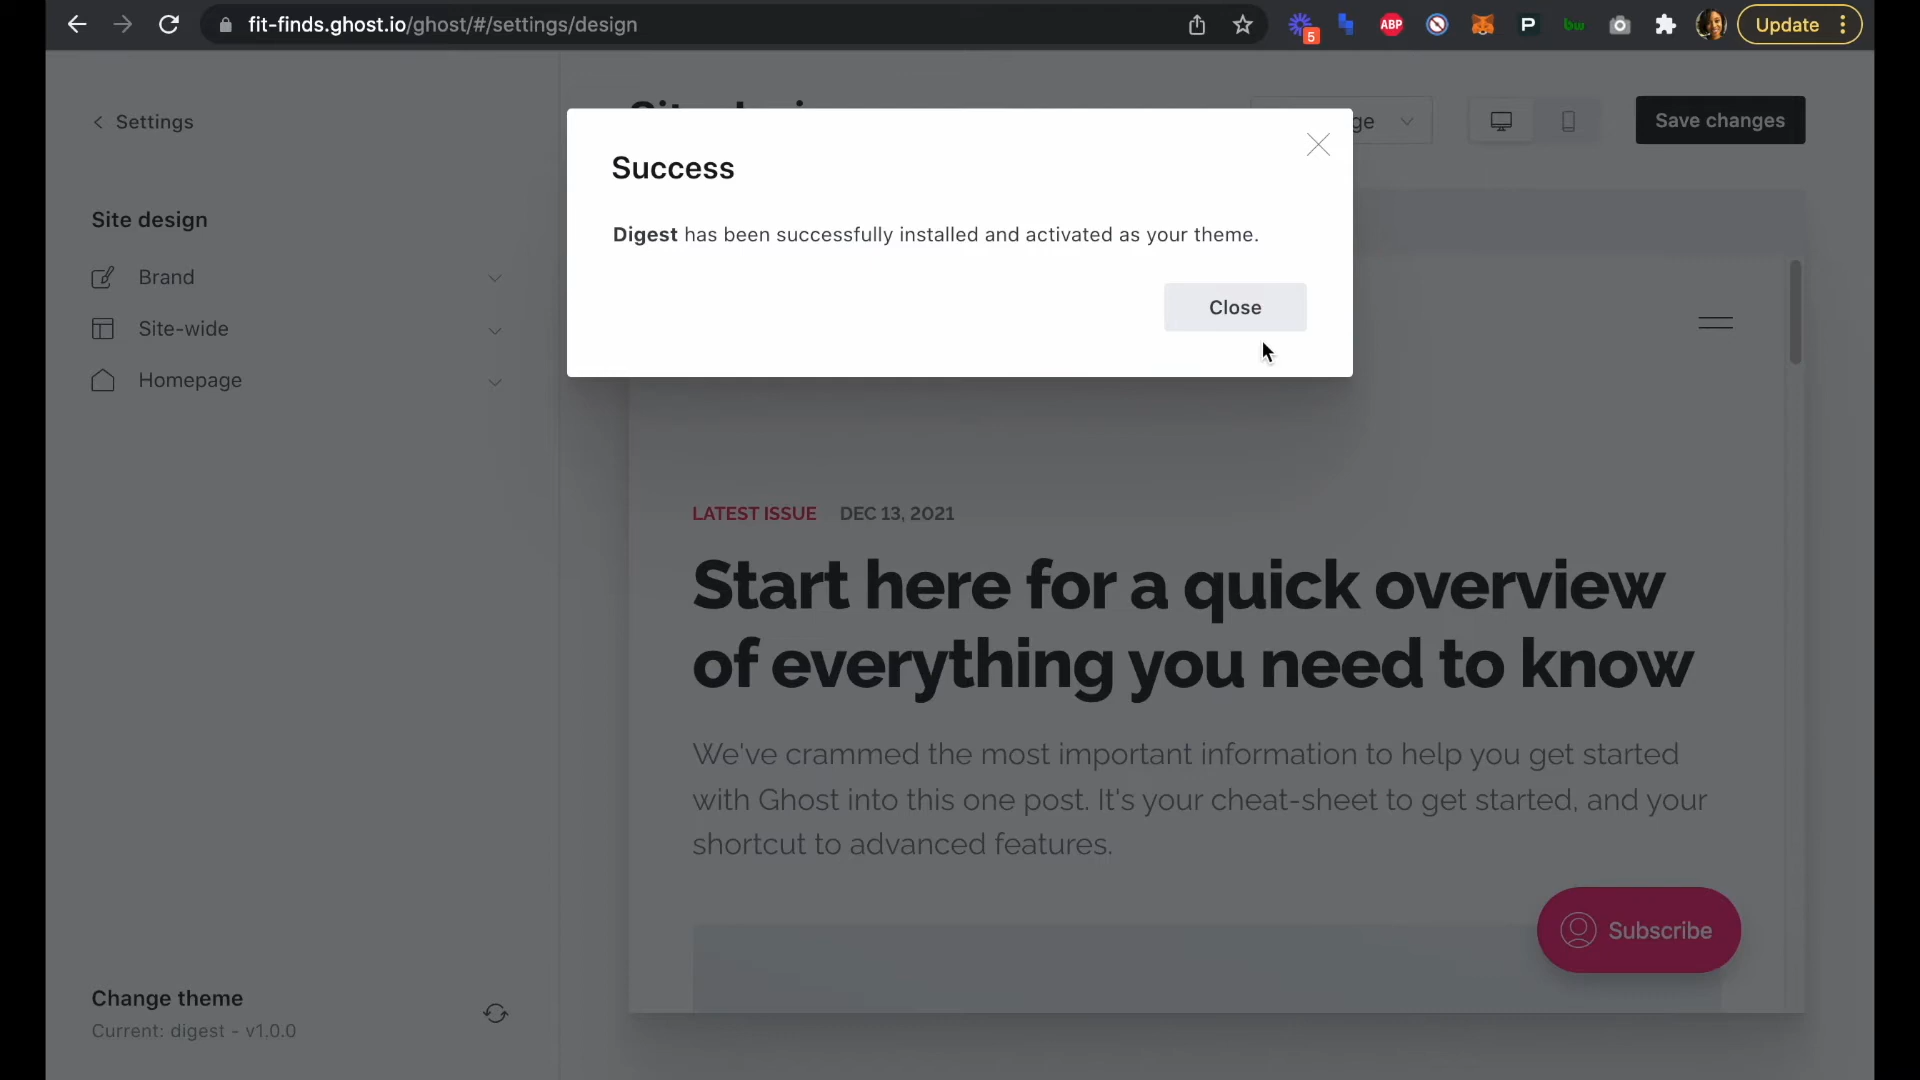 fit-finds.ghost.io/ghost/#/settings/design
5
ABP
P
bw
Update
Settings
ge
Save changes
Success
Digest has been successfully installed and activated as your theme.
Close
Site design
Brand
Site-wide
Homepage
LATEST ISSUE DEC 13, 2021
Start here for a quick overview
of everything you need to know
We've crammed the most important information to help you get started
with Ghost into this one post. It's your cheat-sheet to get started, and your
shortcut to advanced features.
Subscribe
Change theme
Current: digest - v1.0.0